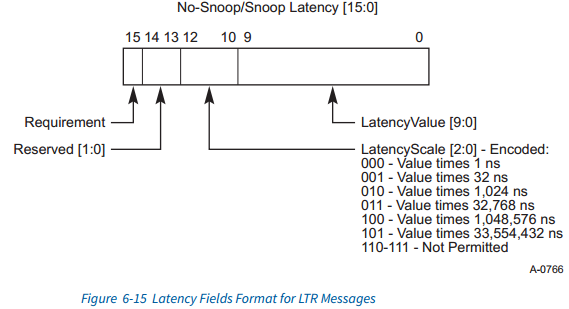 No-Snoop/Snoop Latency [15:0]
15 14 13 12 10 9 0
Requirement
Reserved [1:0]
LatencyValue [9:0]
LatencyScale [2:0] - Encoded:
000 - Value times 1 ns
001 - Value times 32 ns
010 - Value times 1,024 ns
011 - Value times 32,768 ns
100 - Value times 1,048,576 ns
101 - Value times 33,554,432 ns
110-111 - Not Permitted
A-0766
Figure 6-15 Latency Fields Format for LTR Messages